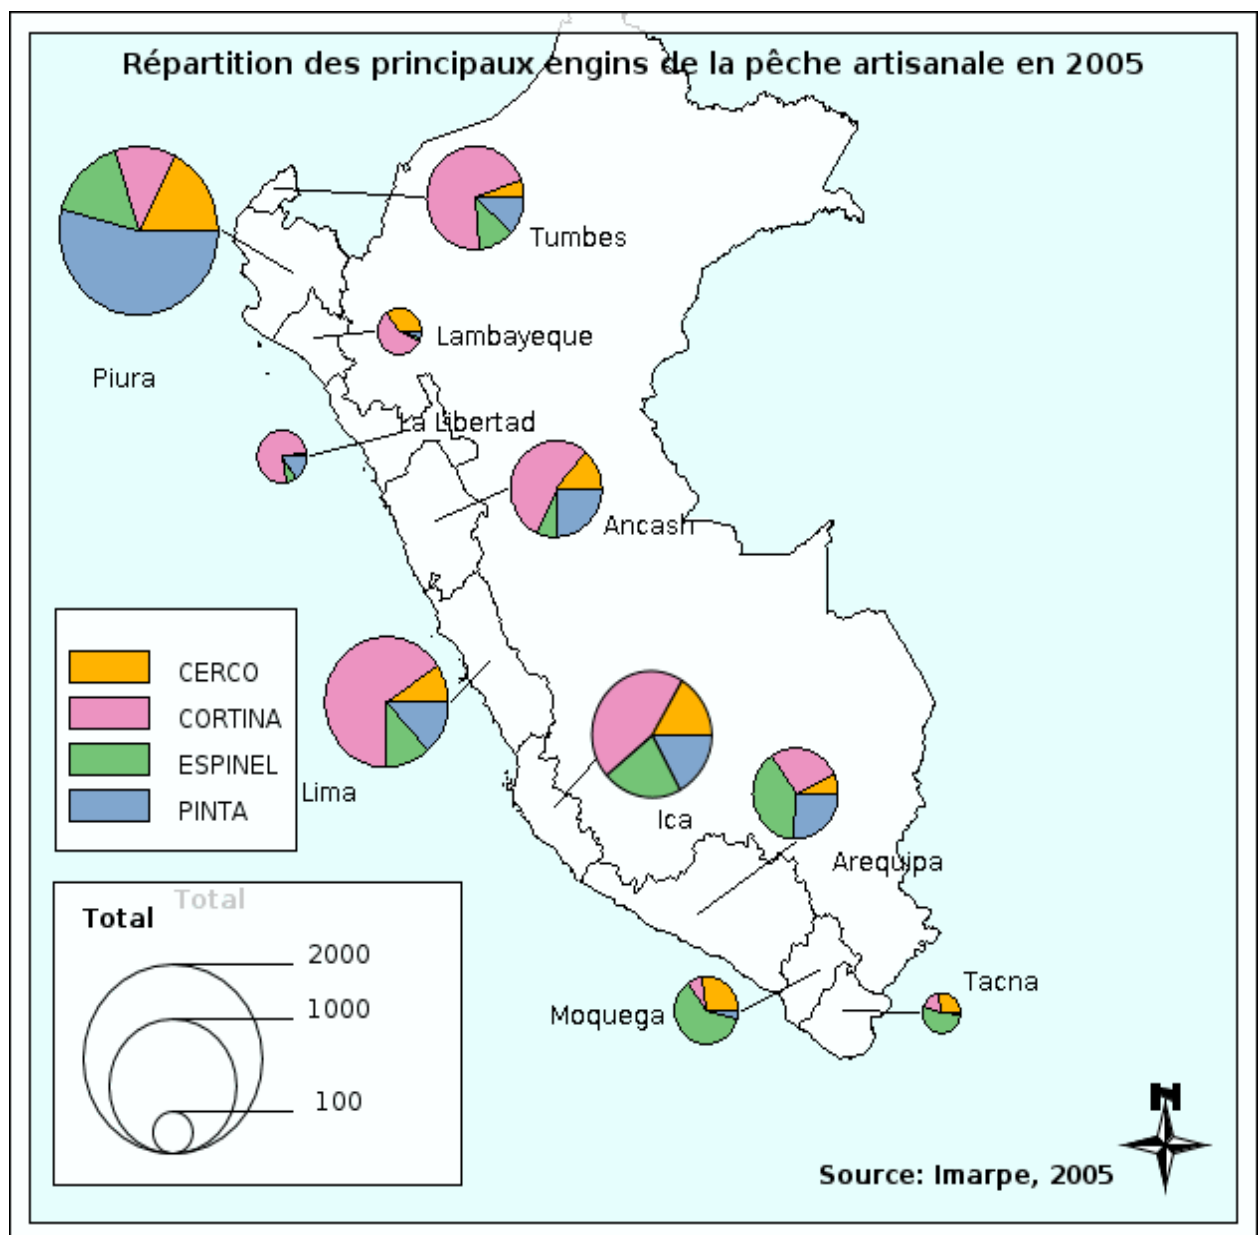 Répartition des principaux engins de la pêche artisanale en 2005
Tumbes
Lambayeque
Piura
La Libertad
Ancash
CERCO
CORTINA
ESPINEL
PINTA
Lima
Ica
Arequipa
Total
Total
2000
1000
100
Moquega
Tacna
N
Source: Imarpe, 2005